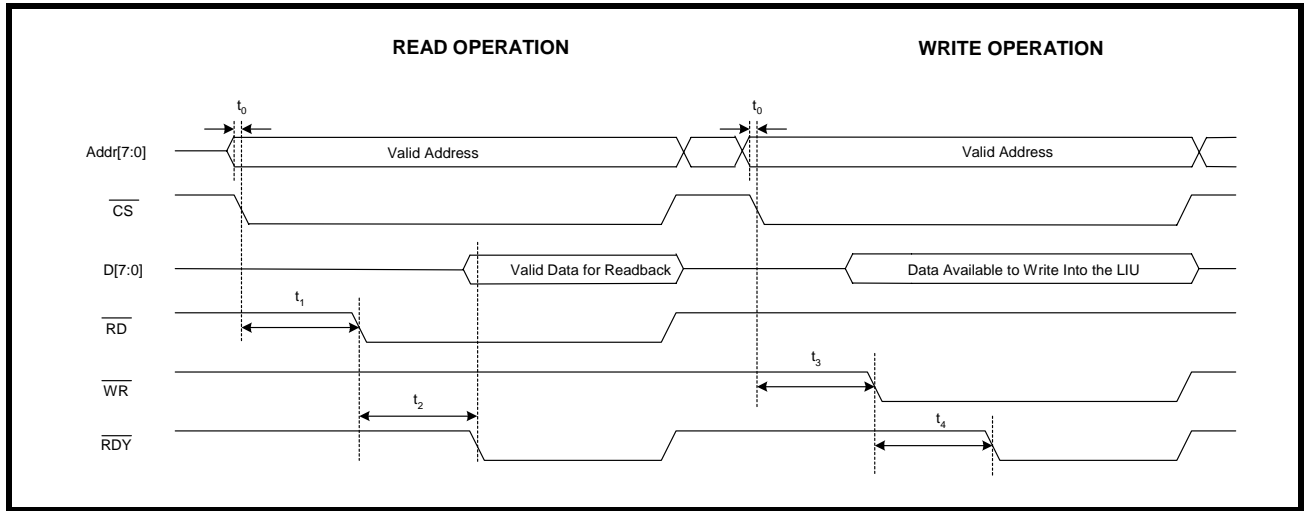 READ OPERATION WRITE OPERATION
t0 t0
Addr[7:0] Valid Address Valid Address
CS
D[7:0] Valid Data for Readback Data Available to Write Into the LIU
t1
RD
t3
WR
t2 t4
RDY